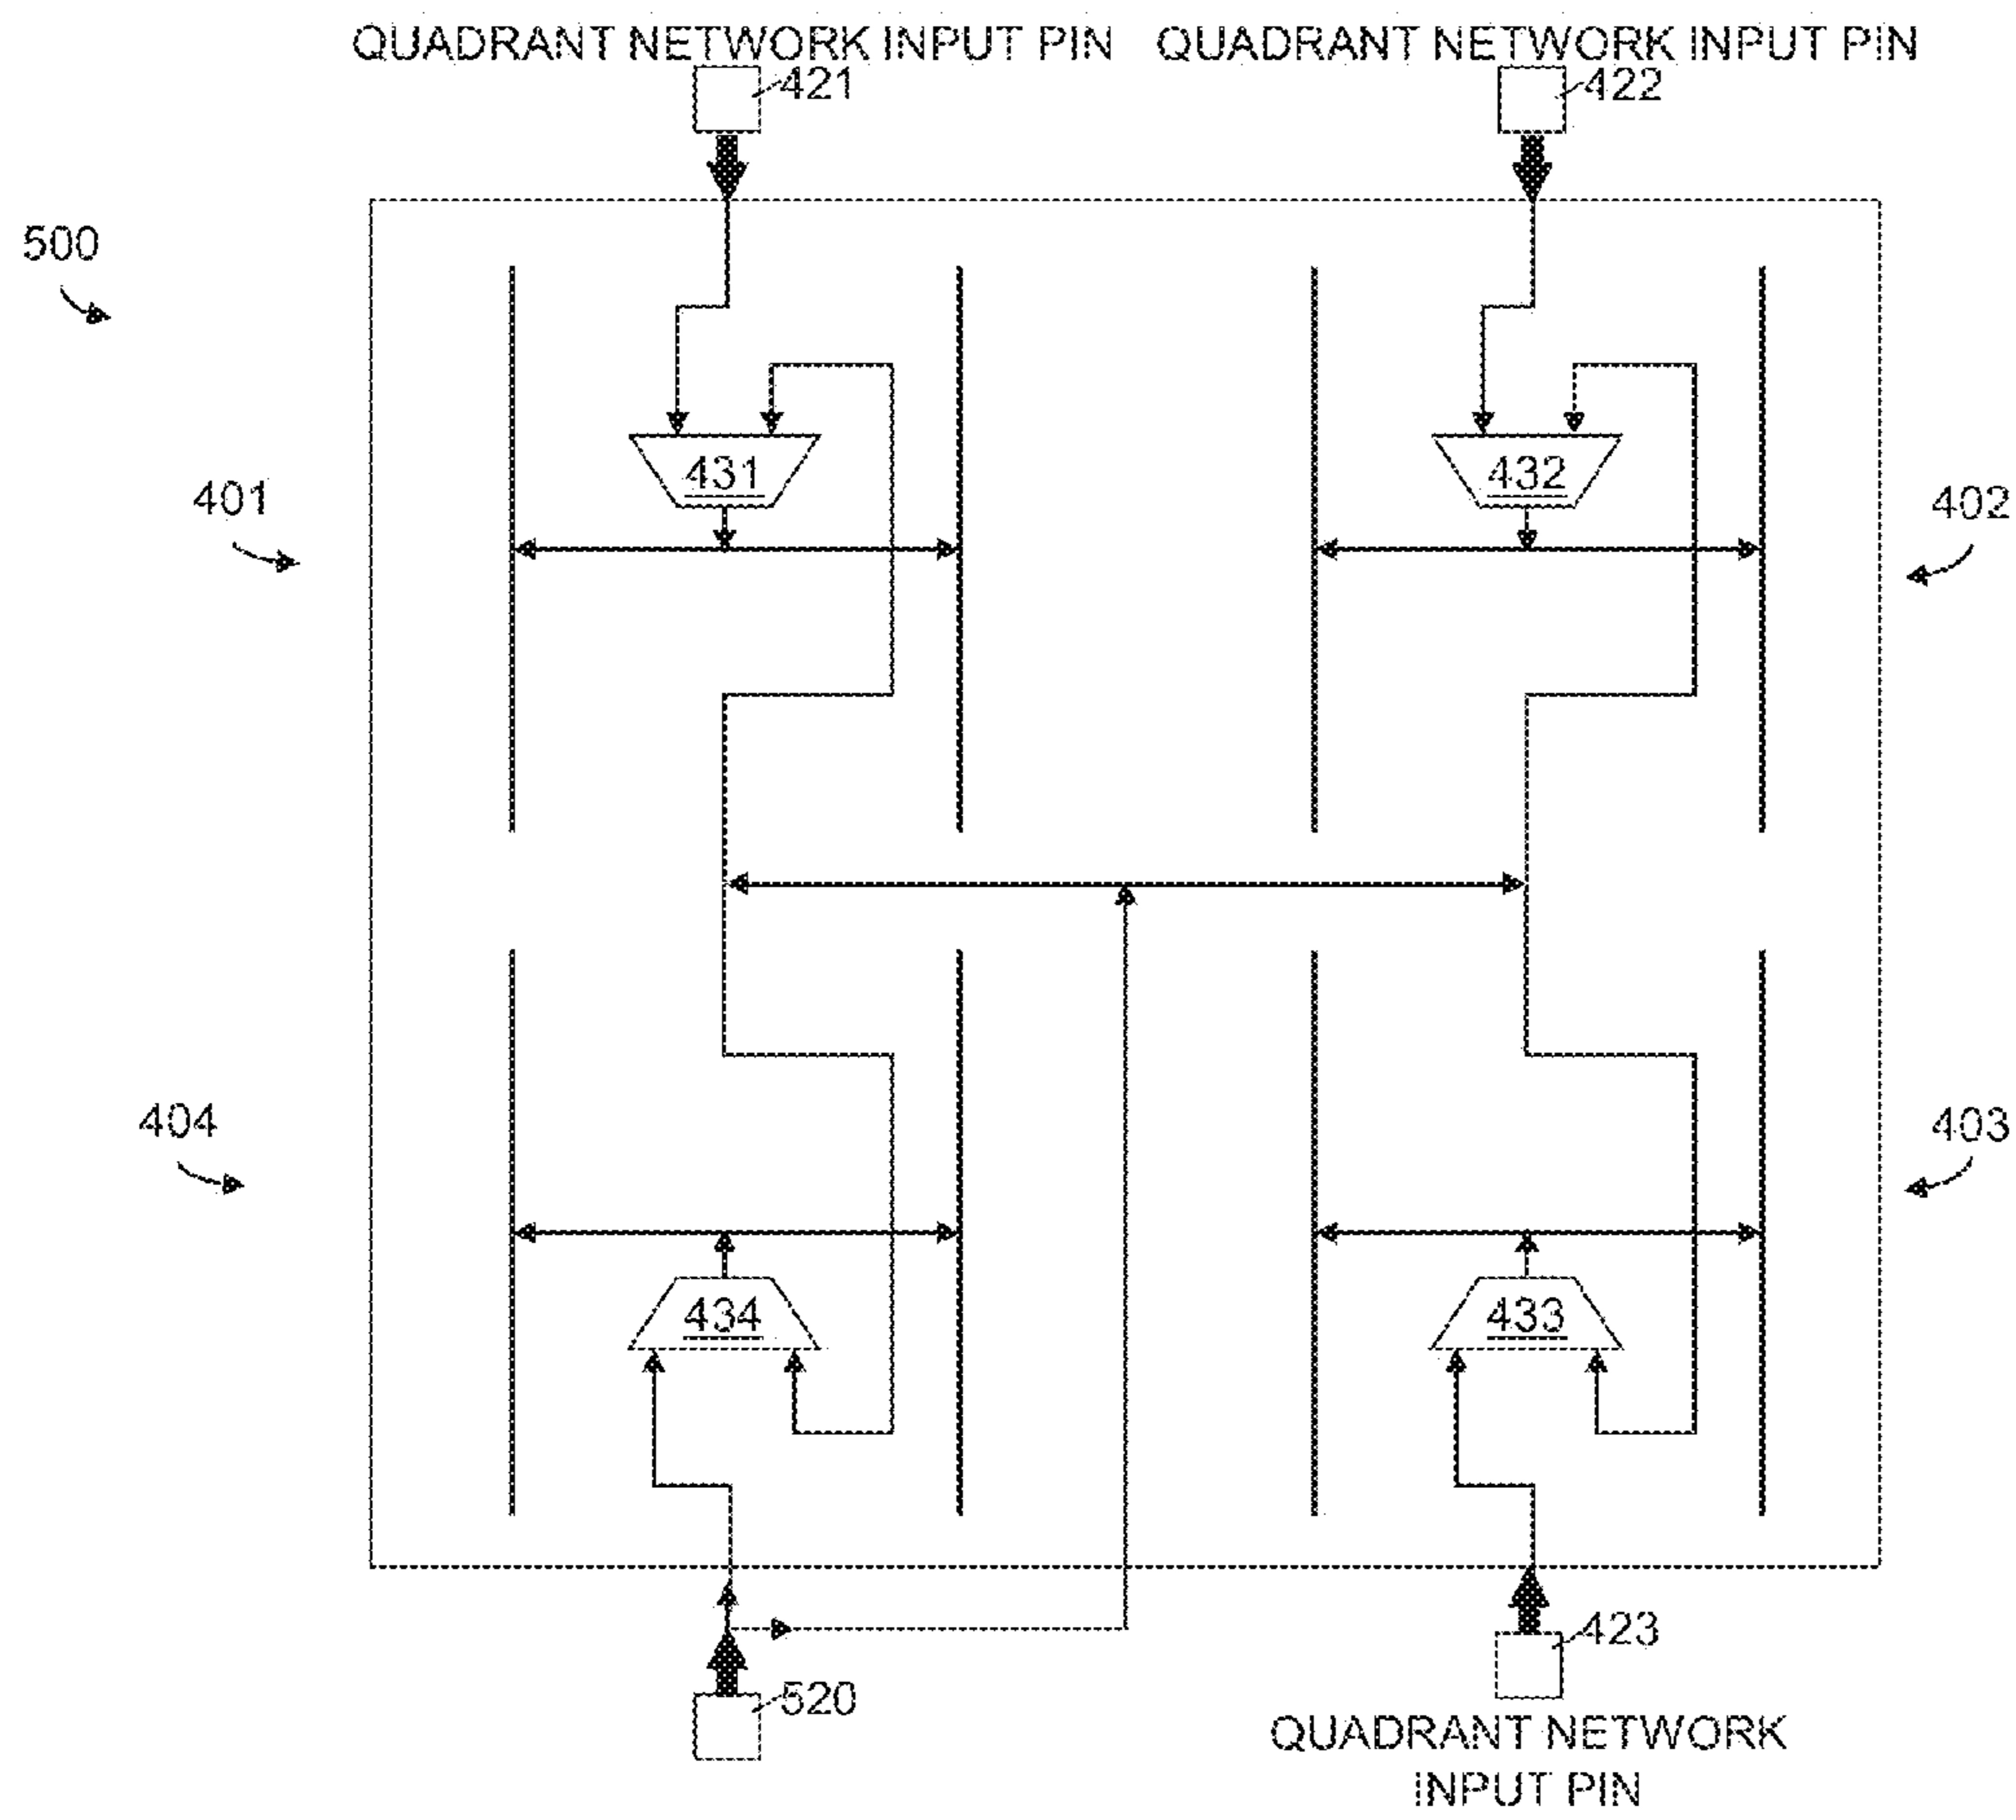 QUADRANT NETWORK INPUT PIN QUADRANT NETWORK INPUT PIN
421 422
500
431 432
401 402
404 403
434 433
423
520
QUADRANT NETWORK
INPUT PIN